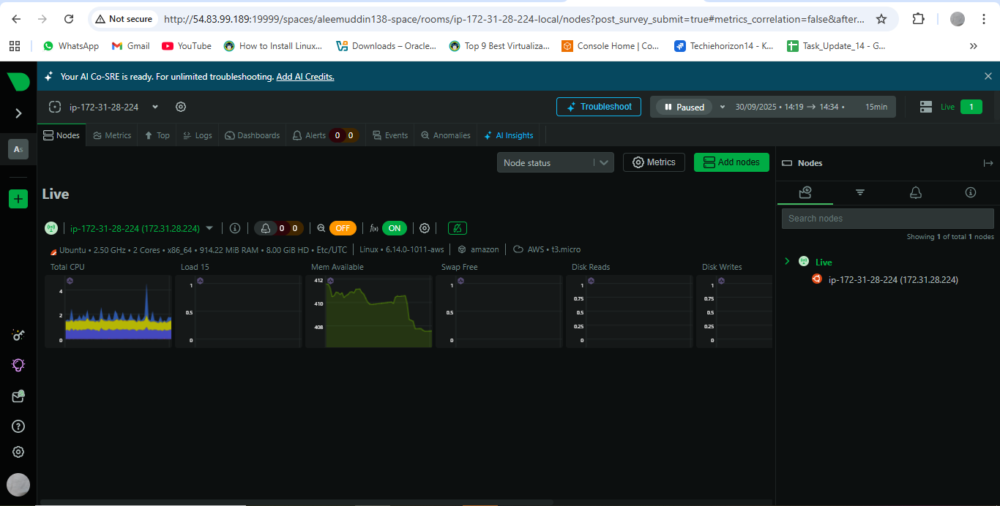 Not secure http://54.83.99.189:19999/spaces/aleemuddin138-space/rooms/ip-172-31-28-224-local/nodes?post_survey_submit=true#metrics_correlation=false&after...
WhatsApp Gmail YouTube How to Install Linux... Downloads – Oracle... Top 9 Best Virtualiza... Console Home | Co... Techiehorizon14 - K... Task_Update_14 - G... »
Your AI Co-SRE is ready. For unlimited troubleshooting. Add AI Credits.
ip-172-31-28-224 Troubleshoot Paused 30/09/2025 • 14:19 → 14:34 • 15min Live 1
Nodes Metrics Top Logs Dashboards Alerts 0 0 Events Anomalies AI Insights
As
Node status Metrics Add nodes
Nodes
Live
Search nodes
Showing 1 of total 1 nodes
ip-172-31-28-224 (172.31.28.224) 0 0 OFF f(x) ON
Ubuntu • 2.50 GHz • 2 Cores • x86_64 • 914.22 MiB RAM • 8.00 GiB HD • Etc/UTC Linux • 6.14.0-1011-aws amazon AWS • t3.micro
Live
ip-172-31-28-224 (172.31.28.224)
Total CPU Load 15 Mem Available Swap Free Disk Reads Disk Writes
4 2 0
1 0.5 0
412 410 408
1 0.5 0
1 0.75 0.5 0.25 0
1 0.75 0.5 0.25 0